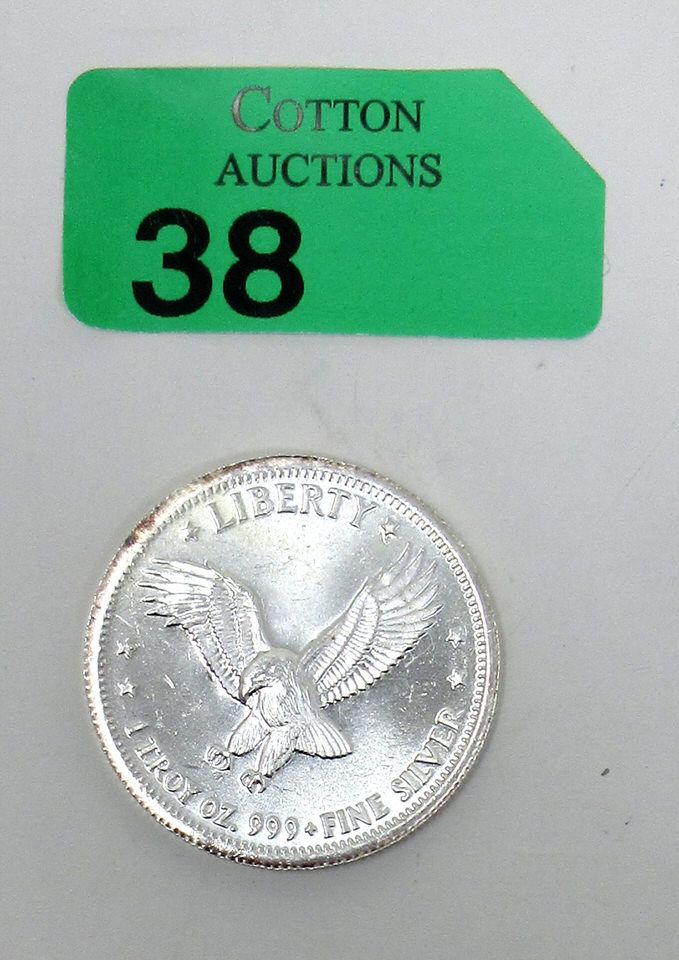 COTTON
AUCTIONS
38
LIBERTY
1 TROY OZ. 999 + FINE SILVER